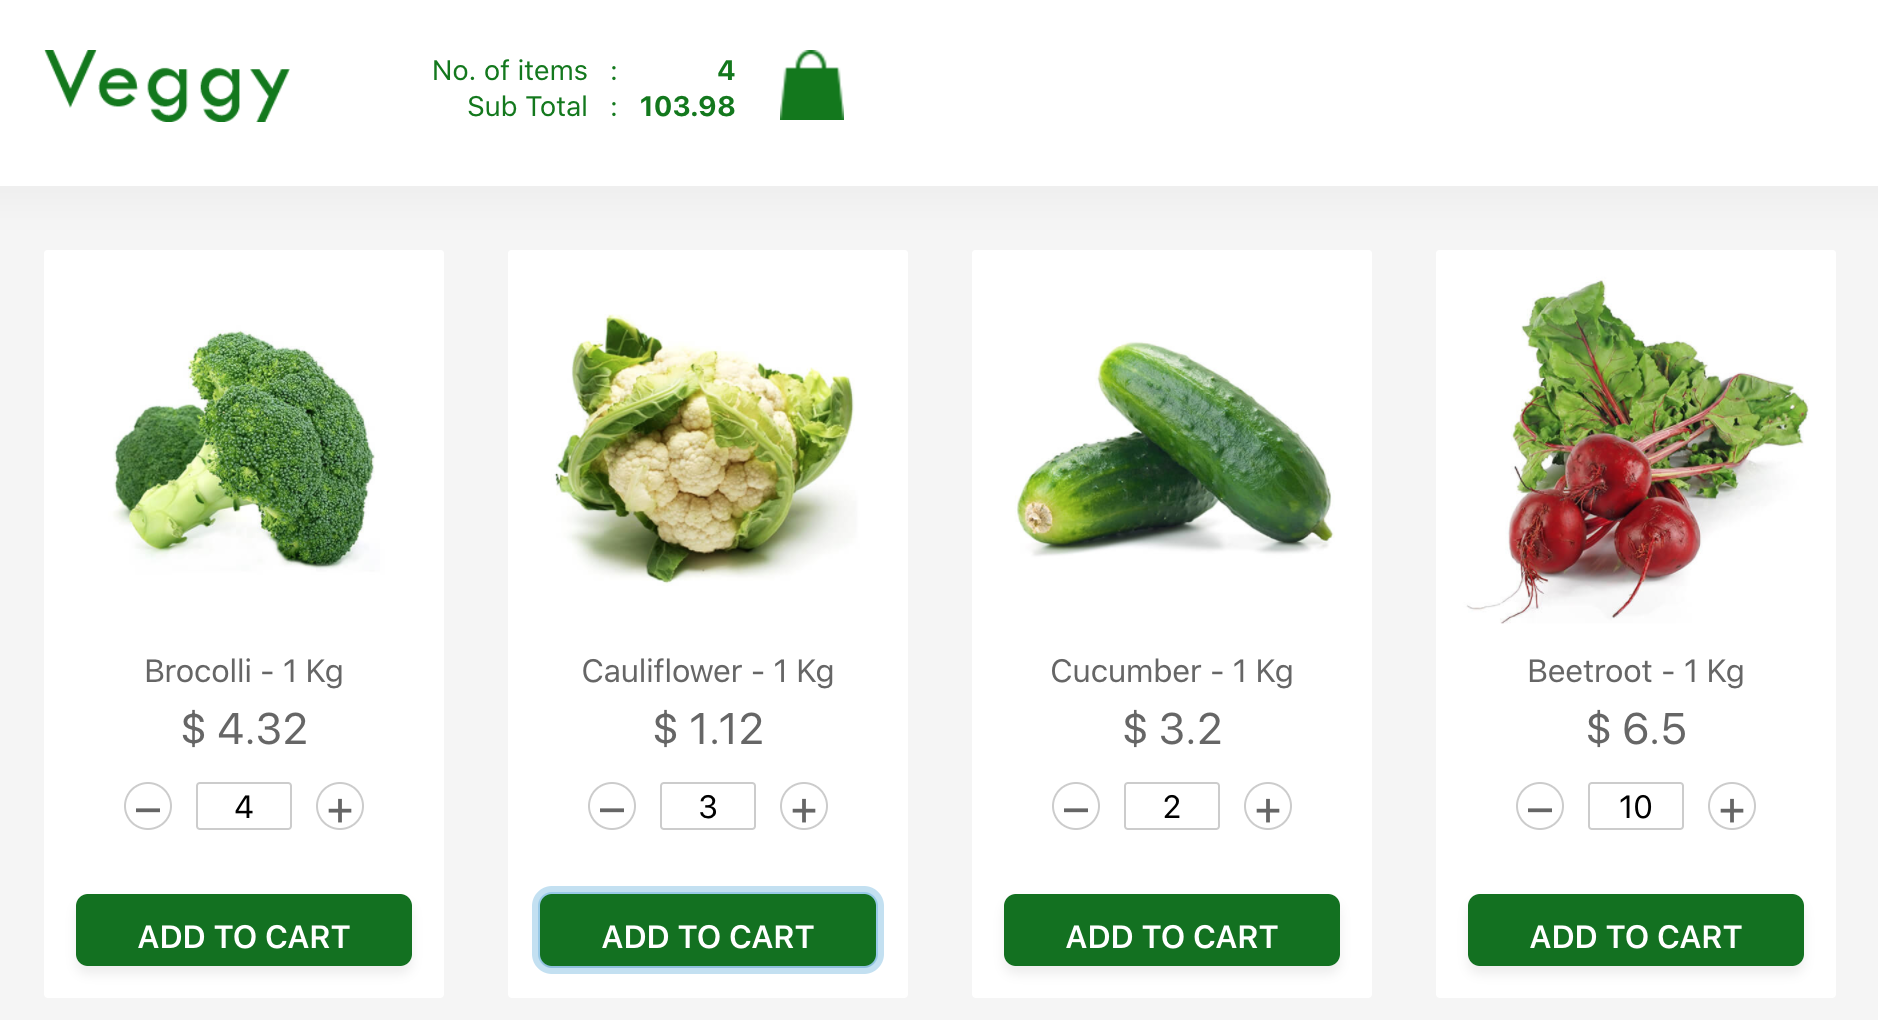 Veggy
No. of items : 4
Sub Total : 103.98
Brocolli - 1 Kg
$ 4.32
− 4 +
ADD TO CART
Cauliflower - 1 Kg
$ 1.12
− 3 +
ADD TO CART
Cucumber - 1 Kg
$ 3.2
− 2 +
ADD TO CART
Beetroot - 1 Kg
$ 6.5
− 10 +
ADD TO CART